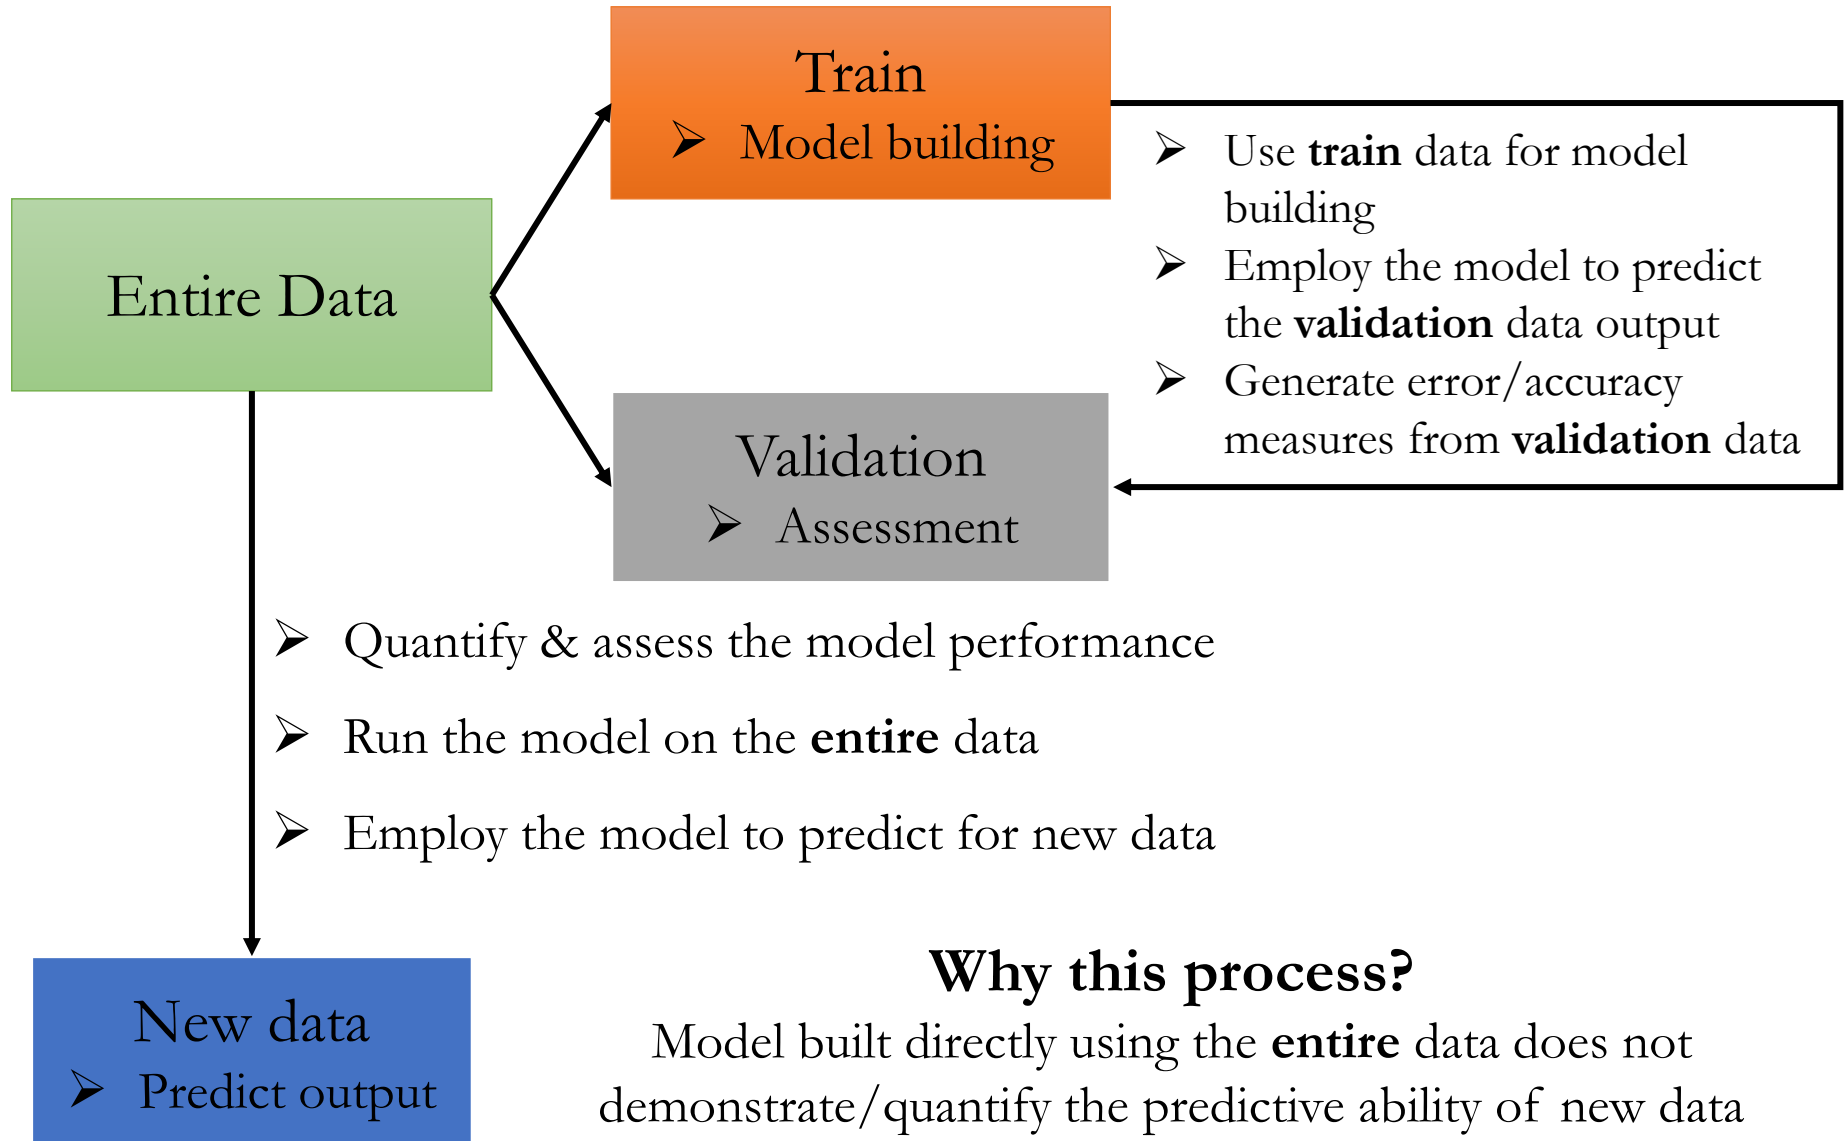 Train
➢ Model building
Entire Data
➢ Use train data for model
building
➢ Employ the model to predict
the validation data output
➢ Generate error/accuracy
measures from validation data
Validation
➢ Assessment
➢ Quantify & assess the model performance
➢ Run the model on the entire data
➢ Employ the model to predict for new data
New data
➢ Predict output
Why this process?
Model built directly using the entire data does not
demonstrate/quantify the predictive ability of new data